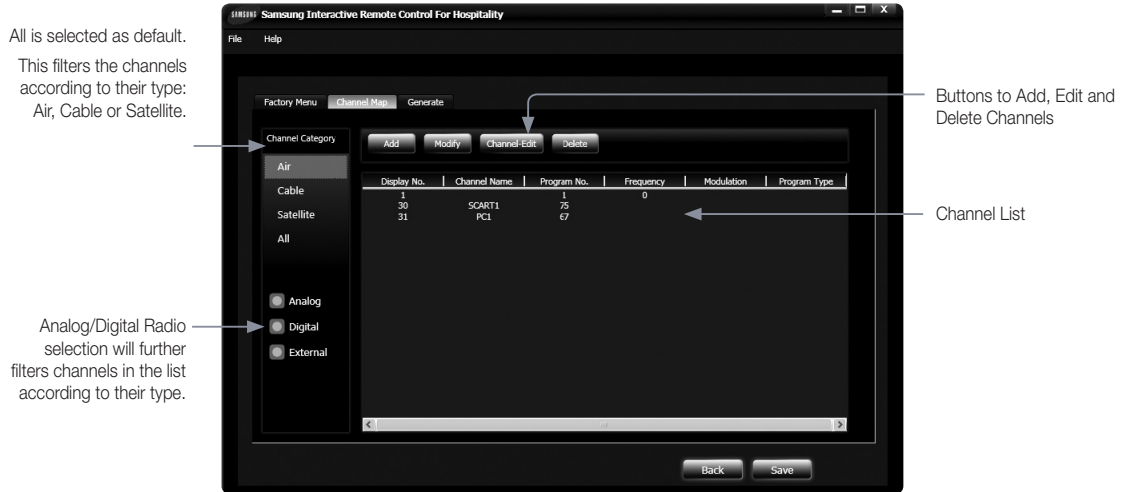 SAMSUNG Samsung Interactive Remote Control For Hospitality
File Help
All is selected as default.
This filters the channels
according to their type:
Air, Cable or Satellite.
Factory Menu Channel Map Generate
Buttons to Add, Edit and
Delete Channels
Channel Category
Add Modify Channel-Edit Delete
Air
Cable
Satellite
All
Display No. Channel Name Program No. Frequency Modulation Program Type
1 1 0
30 SCART1 75
31 PC1 67
Channel List
Analog
Digital
External
Analog/Digital Radio
selection will further
filters channels in the list
according to their type.
Back Save